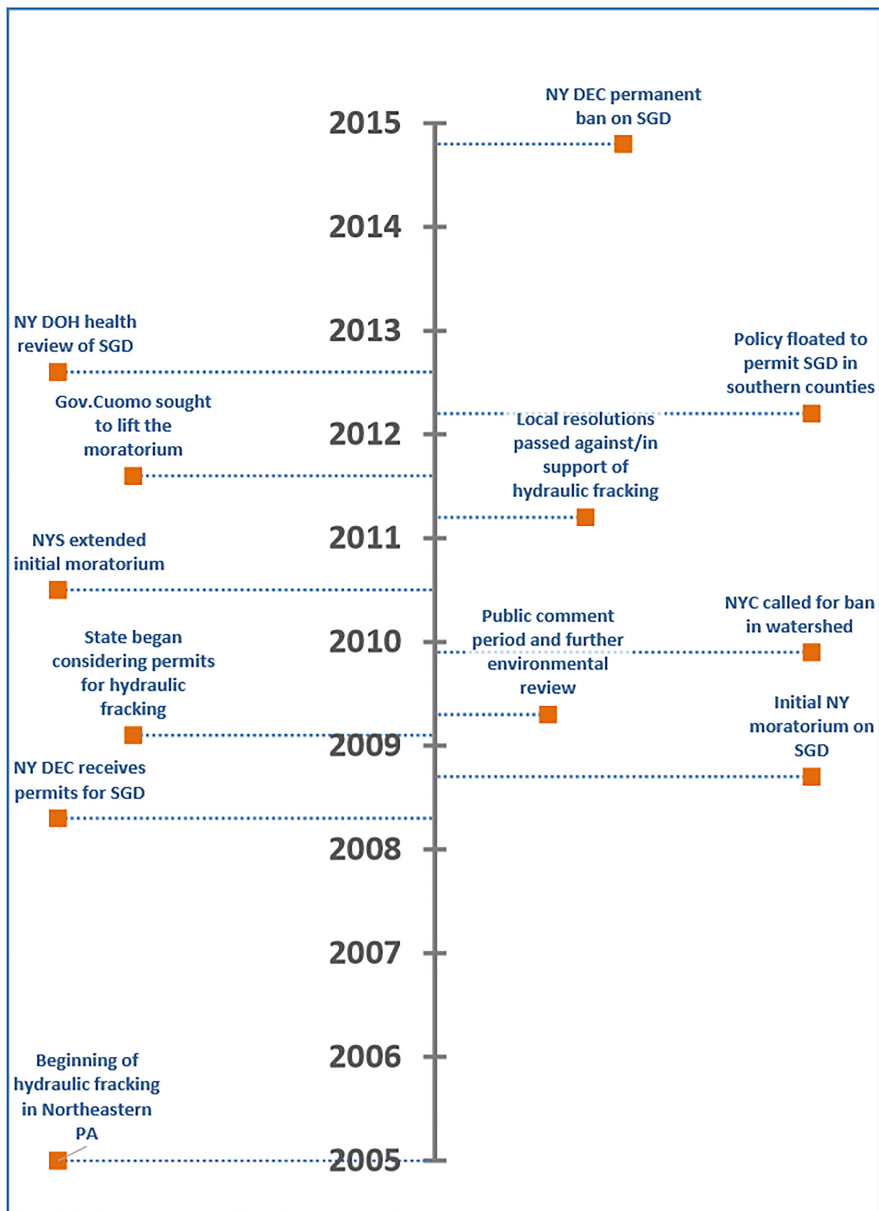 NY DEC permanent
ban on SGD
2015
2014
2013
NY DOH health
review of SGD
Policy floated to
permit SGD in
southern counties
Gov.Cuomo sought
to lift the
moratorium
2012
Local resolutions
passed against/in
support of
hydraulic fracking
2011
NYS extended
initial moratorium
2010
NYC called for ban
in watershed
Public comment
period and further
environmental
review
State began
considering permits
for hydraulic
fracking
Initial NY
moratorium on
SGD
2009
NY DEC receives
permits for SGD
2008
2007
2006
Beginning of
hydraulic fracking
in Northeastern
PA
2005